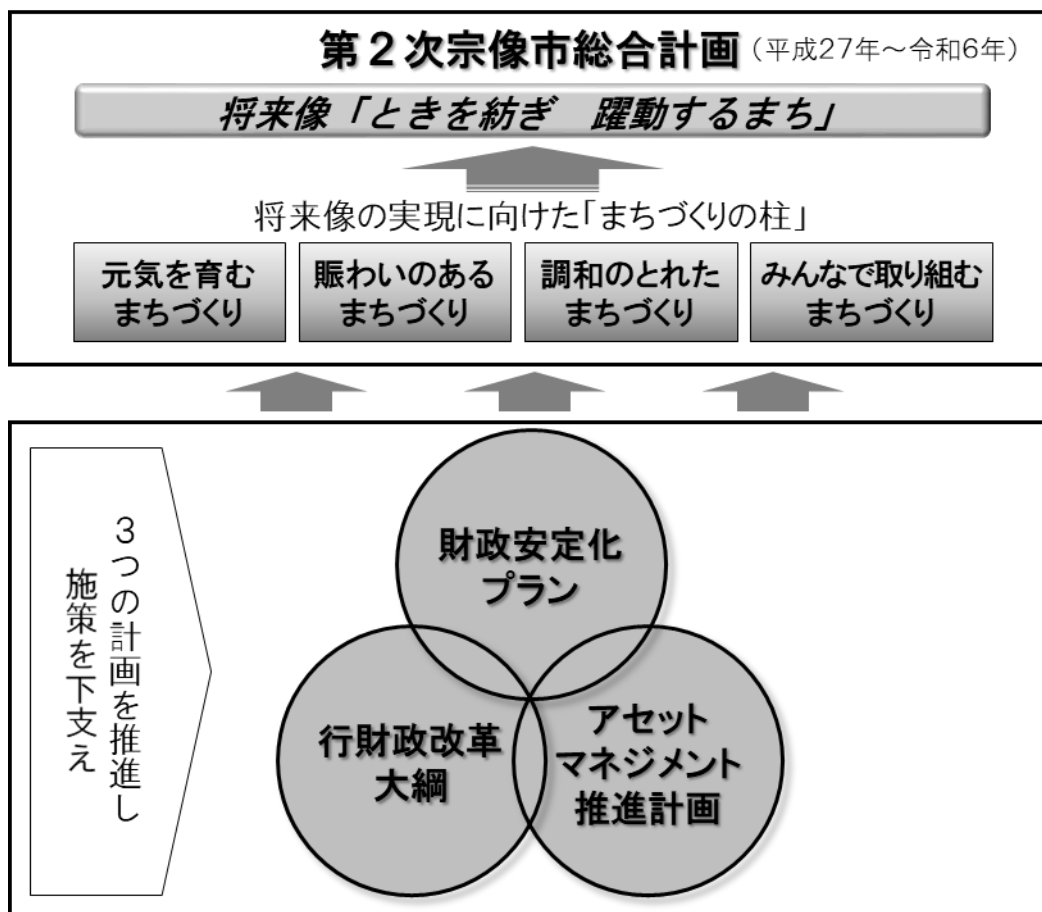 第２次宗像市総合計画（平成27年～令和6年）
将来像「ときを紡ぎ　躍動するまち」
将来像の実現に向けた「まちづくりの柱」
元気を育む
まちづくり
賑わいのある
まちづくり
調和のとれた
まちづくり
みんなで取り組む
まちづくり
３つの計画を推進し
施策を下支え
財政安定化
プラン
行財政改革
大綱
アセット
マネジメント
推進計画